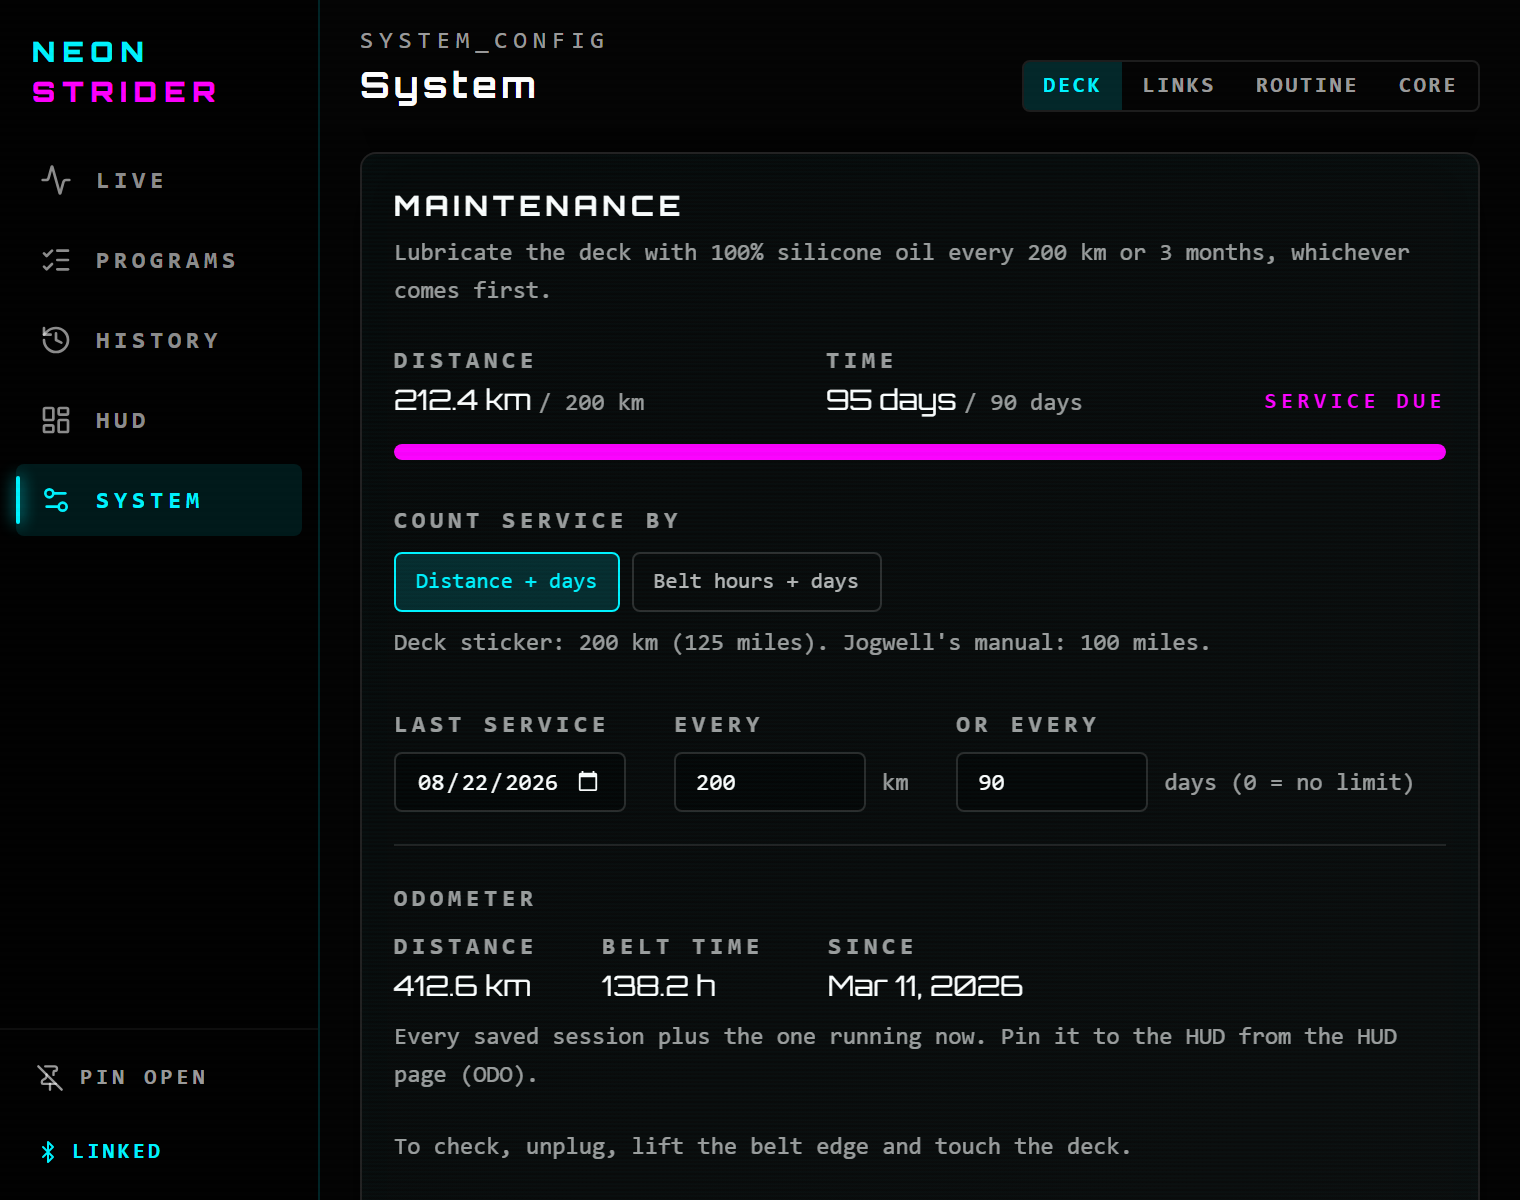 NEON
STRIDER
LIVE
PROGRAMS
HISTORY
HUD
SYSTEM
PIN OPEN
LINKED
SYSTEM_CONFIG
System
DECK LINKS ROUTINE CORE
MAINTENANCE
Lubricate the deck with 100% silicone oil every 200 km or 3 months, whichever
comes first.
DISTANCE TIME
212.4 km / 200 km 95 days / 90 days SERVICE DUE
COUNT SERVICE BY
Distance + days Belt hours + days
Deck sticker: 200 km (125 miles). Jogwell's manual: 100 miles.
LAST SERVICE EVERY OR EVERY
08/22/2026 200 km 90 days (0 = no limit)
ODOMETER
DISTANCE BELT TIME SINCE
412.6 km 138.2 h Mar 11, 2026
Every saved session plus the one running now. Pin it to the HUD from the HUD
page (ODO).
To check, unplug, lift the belt edge and touch the deck.